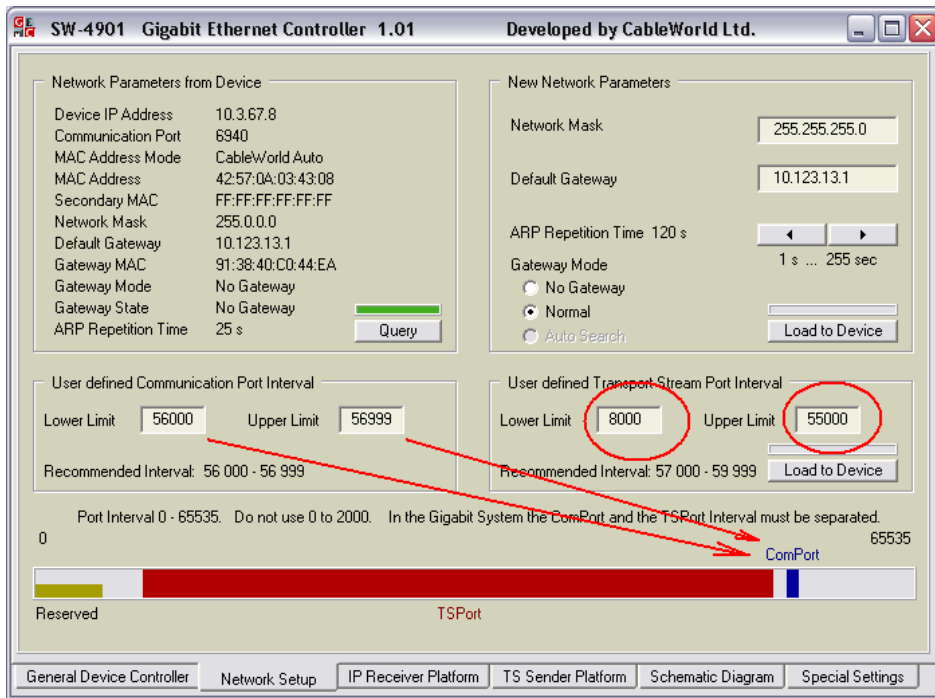 SW-4901 Gigabit Ethernet Controller 1.01 Developed by CableWorld Ltd.
Network Parameters from Device
Device IP Address 10.3.67.8
Communication Port 6940
MAC Address Mode CableWorld Auto
MAC Address 42:57:0A:03:43:08
Secondary MAC FF:FF:FF:FF:FF:FF
Network Mask 255.0.0.0
Default Gateway 10.123.13.1
Gateway MAC 91:38:40:C0:44:EA
Gateway Mode No Gateway
Gateway State No Gateway
ARP Repetition Time 25 s Query
New Network Parameters
Network Mask 255.255.255.0
Default Gateway 10.123.13.1
ARP Repetition Time 120 s
1 s ... 255 sec
Gateway Mode
No Gateway
Normal
Auto Search Load to Device
User defined Communication Port Interval
Lower Limit 56000 Upper Limit 56999
Recommended Interval: 56 000 - 56 999
User defined Transport Stream Port Interval
Lower Limit 8000 Upper Limit 55000
Recommended Interval: 57 000 - 59 999 Load to Device
Port Interval 0 - 65535. Do not use 0 to 2000. In the Gigabit System the ComPort and the TSPort Interval must be separated.
0 65535
ComPort
Reserved TSPort
General Device Controller Network Setup IP Receiver Platform TS Sender Platform Schematic Diagram Special Settings